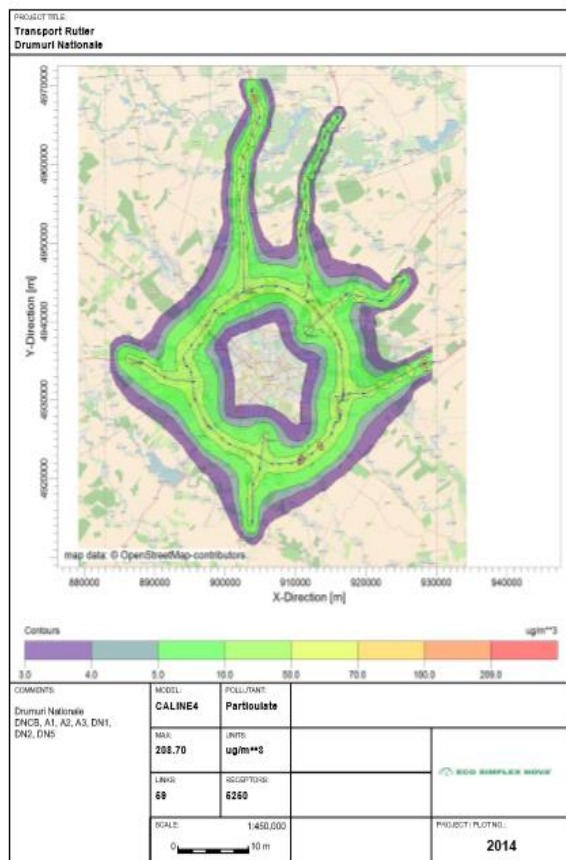 PROJECT TITLE:
Transport Rutier
Drumuri Nationale
Y-Direction [m]
4970000
4960000
4950000
4940000
4930000
4920000
map data: © OpenStreetMap-contributors
880000 890000 900000 910000 920000 930000 940000
X-Direction [m]
Contours ug/m**3
3.0 4.0 5.0 10.0 50.0 70.0 100.0 209.0
COMMENTS:
Drumuri Nationale
DNCB, A1, A2, A3, DN1,
DN2, DN5
MODEL:
CALINE4
POLLUTANT:
Particulate
MAX:
208.70
UNITS:
ug/m**3
LINKS:
69
RECEPTORS:
6260
SCALE: 1:450,000
0 10 m
ECO SIMPLEX NOVA
PROJECT / PLOT NO.:
2014